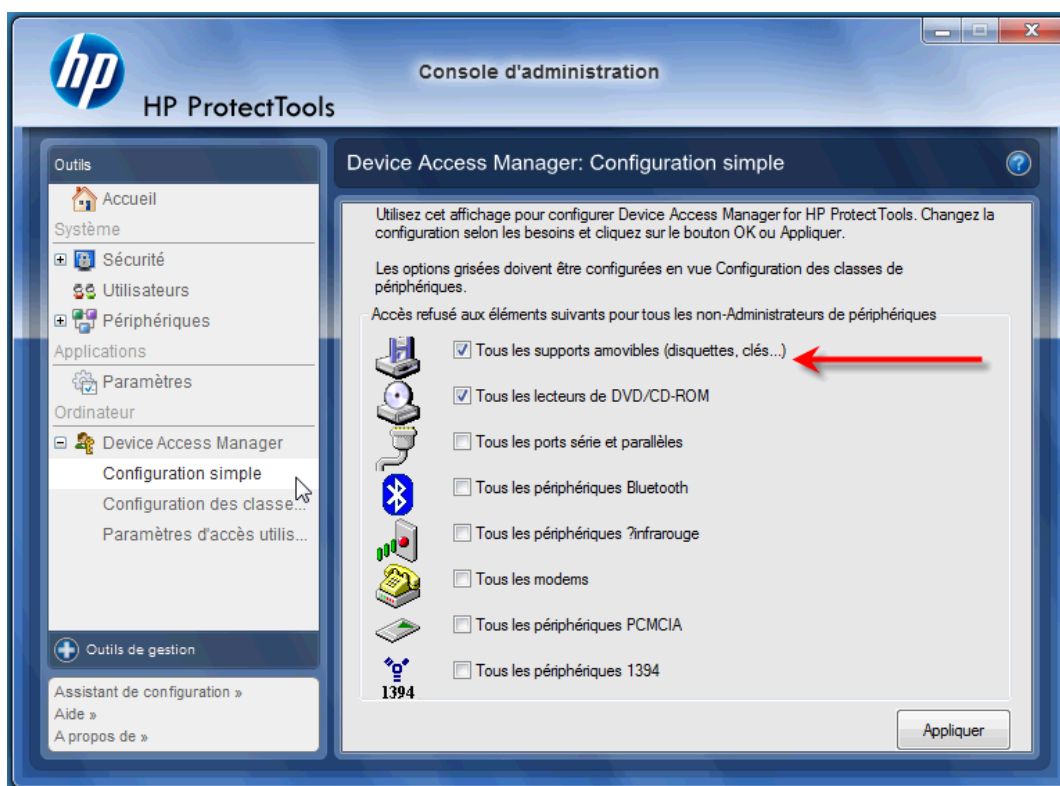 hp
Console d'administration
HP ProtectTools
Outils
Accueil
Système
Sécurité
Utilisateurs
Périphériques
Applications
Paramètres
Ordinateur
Device Access Manager
Configuration simple
Configuration des classe...
Paramètres d'accès utilis...
Outils de gestion
Assistant de configuration »
Aide »
A propos de »
Device Access Manager: Configuration simple
?
Utilisez cet affichage pour configurer Device Access Manager for HP ProtectTools. Changez la
configuration selon les besoins et cliquez sur le bouton OK ou Appliquer.
Les options grisées doivent être configurées en vue Configuration des classes de
périphériques.
Accès refusé aux éléments suivants pour tous les non-Administrateurs de périphériques
Tous les supports amovibles (disquettes, clés...)
Tous les lecteurs de DVD/CD-ROM
Tous les ports série et parallèles
Tous les périphériques Bluetooth
Tous les périphériques ?infrarouge
Tous les modems
Tous les périphériques PCMCIA
Tous les périphériques 1394
1394
Appliquer